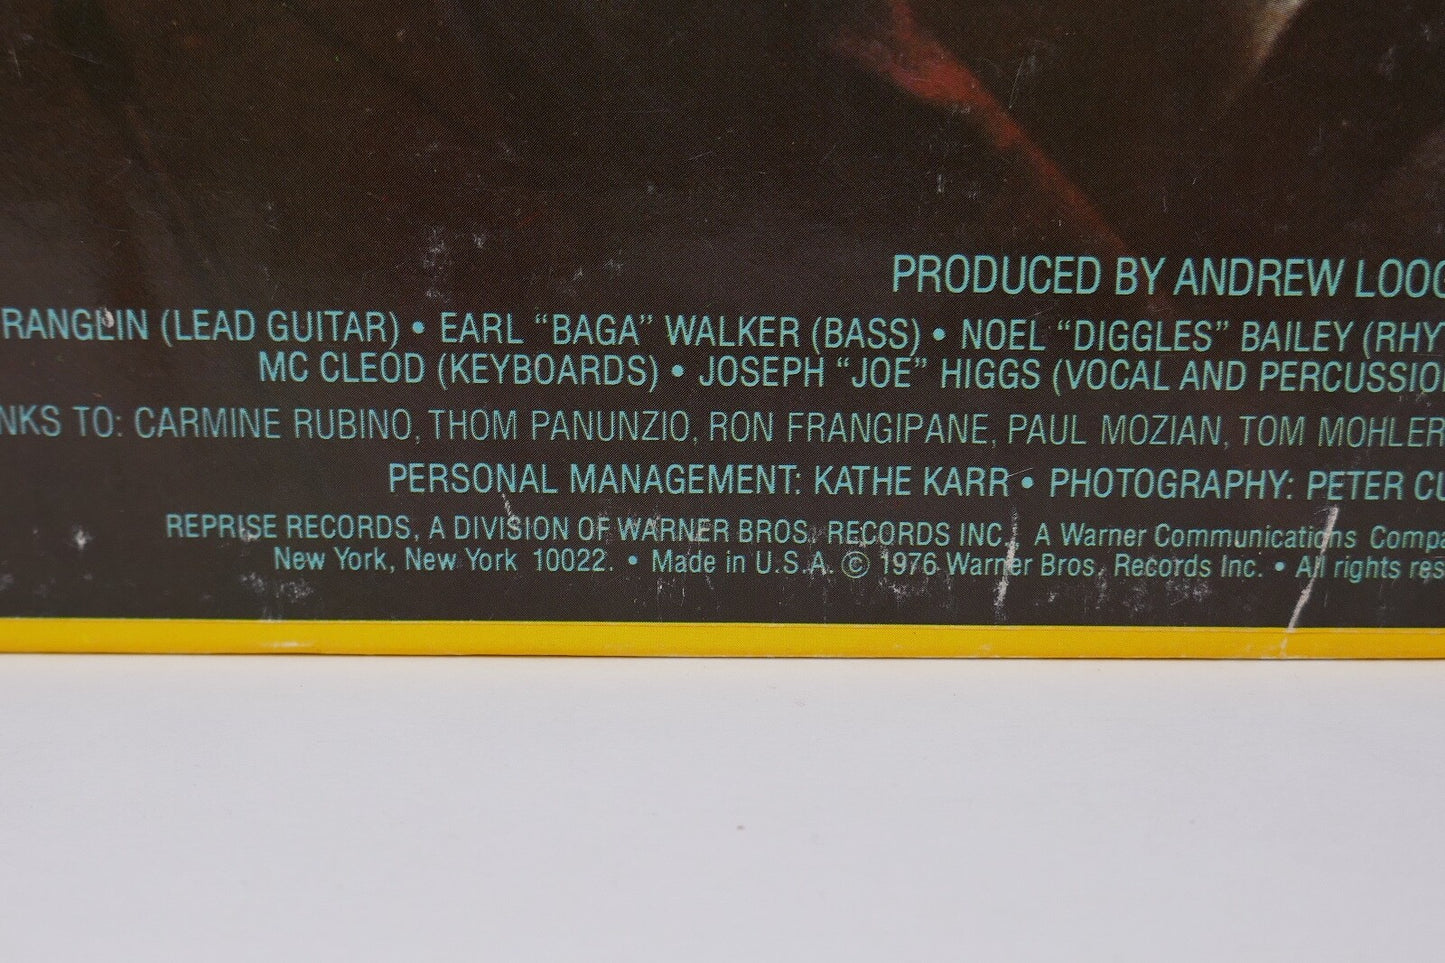 PRODUCED BY ANDREW LOOG
RANGLIN (LEAD GUITAR) • EARL “BAGA” WALKER (BASS) • NOEL “DIGGLES” BAILEY (RHY
MC CLEOD (KEYBOARDS) • JOSEPH “JOE” HIGGS (VOCAL AND PERCUSSIO
NKS TO: CARMINE RUBINO, THOM PANUNZIO, RON FRANGIPANE, PAUL MOZIAN, TOM MOHLER
PERSONAL MANAGEMENT: KATHE KARR • PHOTOGRAPHY: PETER CU
REPRISE RECORDS, A DIVISION OF WARNER BROS. RECORDS INC., A Warner Communications Compa
New York, New York 10022. • Made in U.S.A. © 1976 Warner Bros. Records Inc. • All rights res